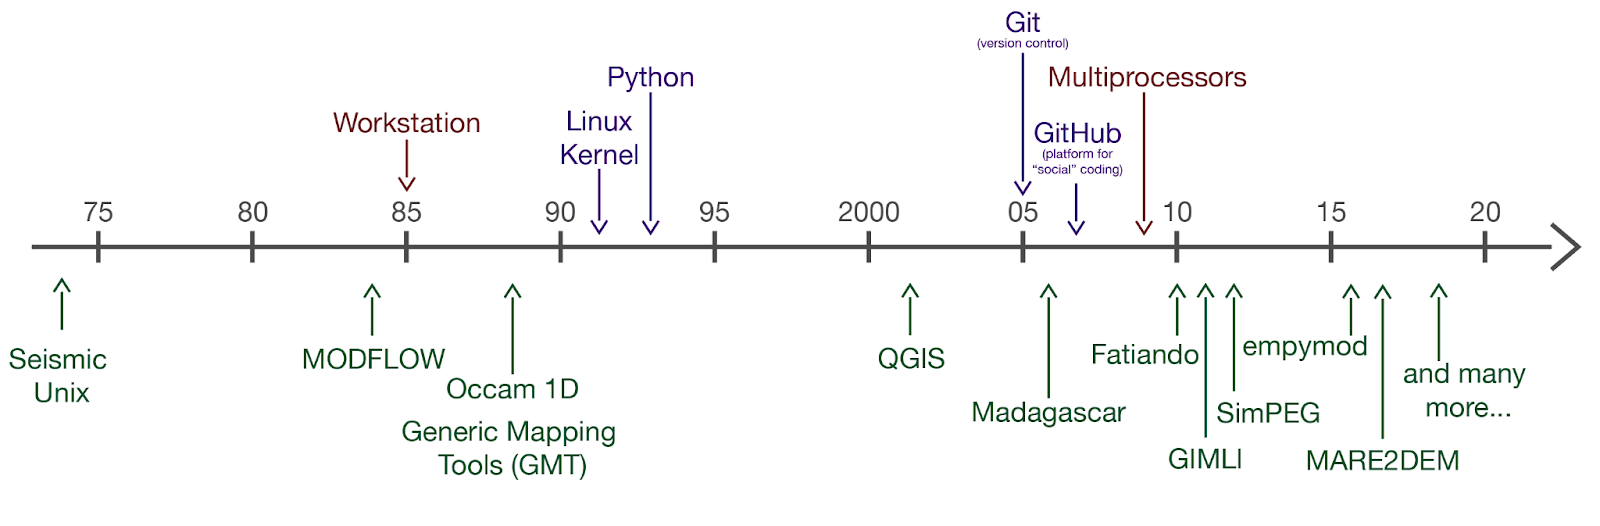 Git
(version control)
Python
Multiprocessors
Workstation
Linux
Kernel
GitHub
(platform for
“social” coding)
75
80
85
90
95
2000
05
10
15
20
Seismic
Unix
MODFLOW
Occam 1D
Generic Mapping
Tools (GMT)
QGIS
Madagascar
Fatiando
GIMLI
SimPEG
empymod
MARE2DEM
and many
more...